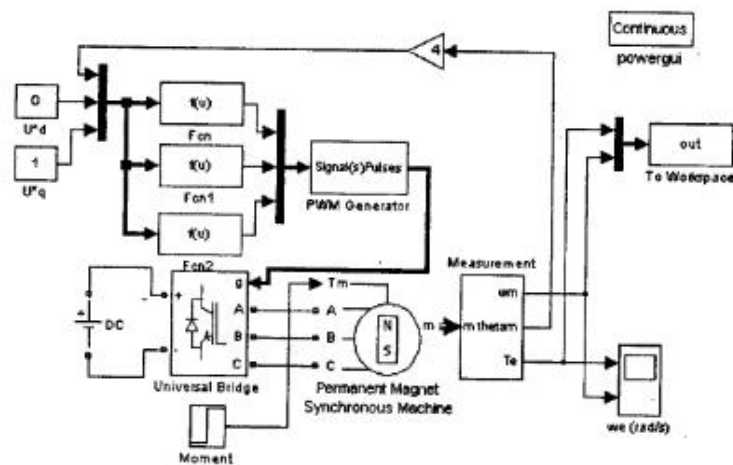 Continuous
powergui
4
0
U*d
1
U*q
f(u)
Fcn
f(u)
Fcn1
f(u)
Fcn2
Signal(s)Pulses
PWM Generator
out
To Workspace
Measurement
wm
m thetam
Te
+
DC
+
-
g
A
B
C
Universal Bridge
Tm
A
B
C
N
S
m
Permanent Magnet
Synchronous Machine
Moment
we (rad/s)